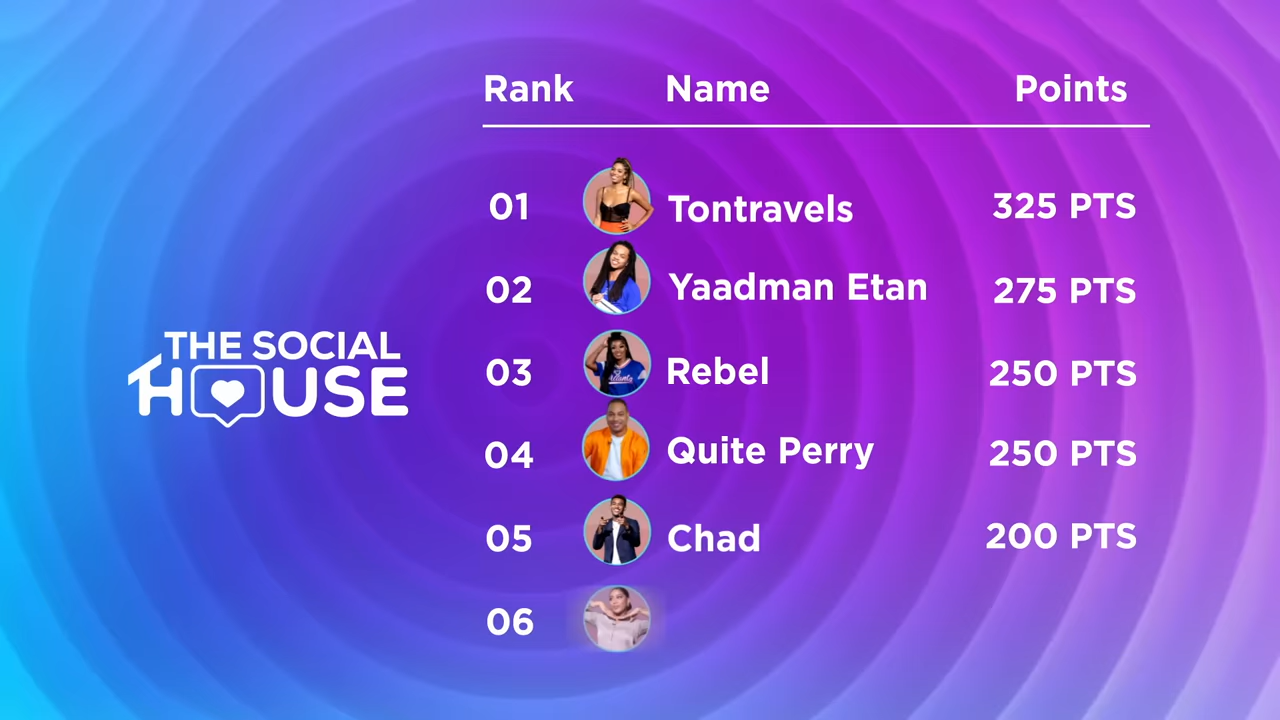 Rank Name Points
01 Tontravels 325 PTS
02 Yaadman Etan 275 PTS
THE SOCIAL
HOUSE
03 Rebel 250 PTS
04 Quite Perry 250 PTS
05 Chad 200 PTS
06